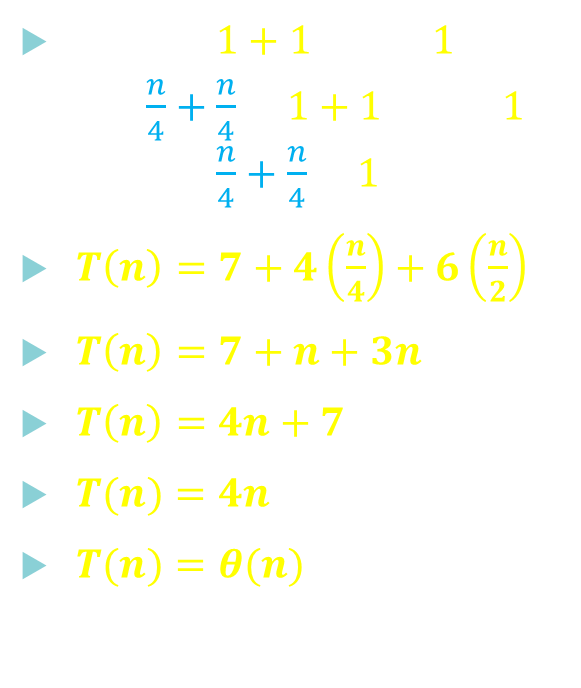 ▶ 1 + 1 1
n/4 + n/4 1 + 1 1
n/4 + n/4 1
▶ T(n) = 7 + 4(n/4) + 6(n/2)
▶ T(n) = 7 + n + 3n
▶ T(n) = 4n + 7
▶ T(n) = 4n
▶ T(n) = θ(n)